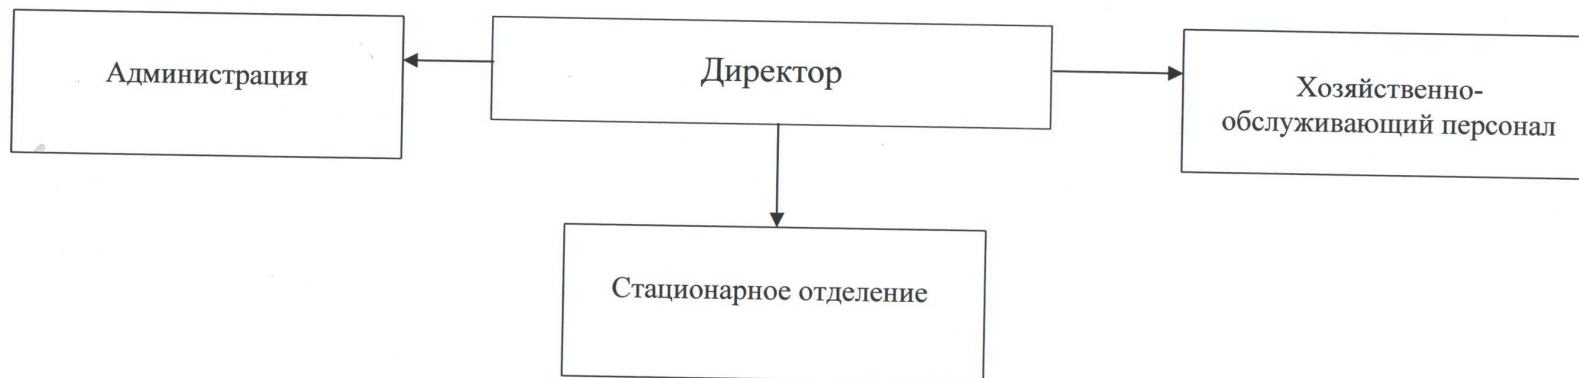 Администрация
Директор
Хозяйственно-
обслуживающий персонал
Стационарное отделение